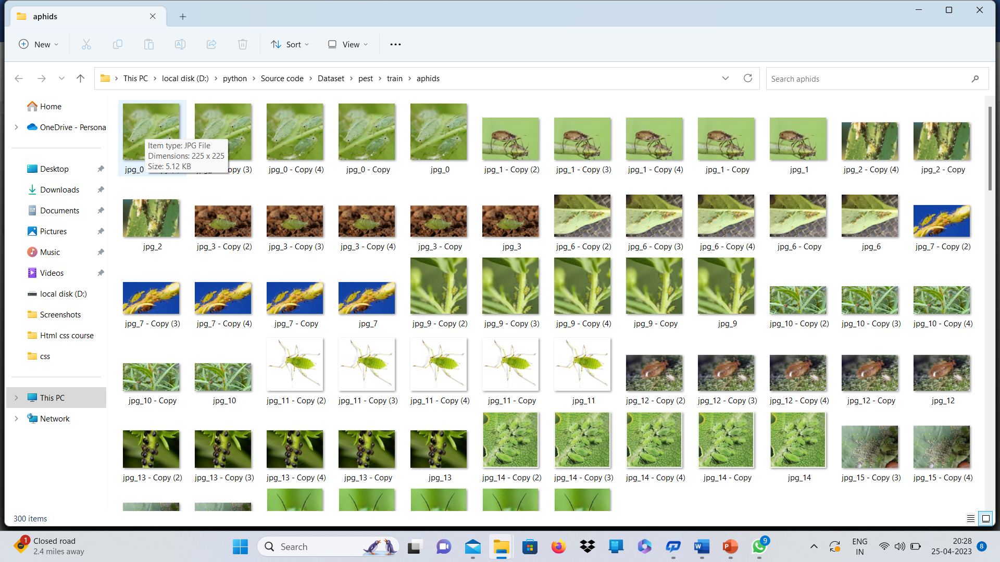 aphids
New
Sort
View
This PC
local disk (D:)
python
Source code
Dataset
pest
train
aphids
Search aphids
Home
OneDrive - Persona
Desktop
Downloads
Documents
Pictures
Music
Videos
local disk (D:)
Screenshots
Html css course
css
This PC
Network
Item type: JPG File
Dimensions: 225 x 225
Size: 5.12 KB
jpg_0 opy (3) jpg_0 - Copy (4) jpg_0 - Copy jpg_0 jpg_1 - Copy (2) jpg_1 - Copy (3) jpg_1 - Copy (4) jpg_1 - Copy jpg_1 jpg_2 - Copy (4) jpg_2 - Copy
jpg_2 jpg_3 - Copy (2) jpg_3 - Copy (3) jpg_3 - Copy (4) jpg_3 - Copy jpg_3 jpg_6 - Copy (2) jpg_6 - Copy (3) jpg_6 - Copy (4) jpg_6 - Copy jpg_6 jpg_7 - Copy (2)
jpg_7 - Copy (3) jpg_7 - Copy (4) jpg_7 - Copy jpg_7 jpg_9 - Copy (2) jpg_9 - Copy (3) jpg_9 - Copy (4) jpg_9 - Copy jpg_9 jpg_10 - Copy (2) jpg_10 - Copy (3) jpg_10 - Copy (4)
jpg_10 - Copy jpg_10 jpg_11 - Copy (2) jpg_11 - Copy (3) jpg_11 - Copy (4) jpg_11 - Copy jpg_11 jpg_12 - Copy (2) jpg_12 - Copy (3) jpg_12 - Copy (4) jpg_12 - Copy jpg_12
jpg_13 - Copy (2) jpg_13 - Copy (3) jpg_13 - Copy (4) jpg_13 - Copy jpg_13 jpg_14 - Copy (2) jpg_14 - Copy (3) jpg_14 - Copy (4) jpg_14 - Copy jpg_14 jpg_15 - Copy (3) jpg_15 - Copy (4)
300 items
1
Closed road
2.4 miles away
Search
W
P
9
ENG
IN
20:28
25-04-2023
8